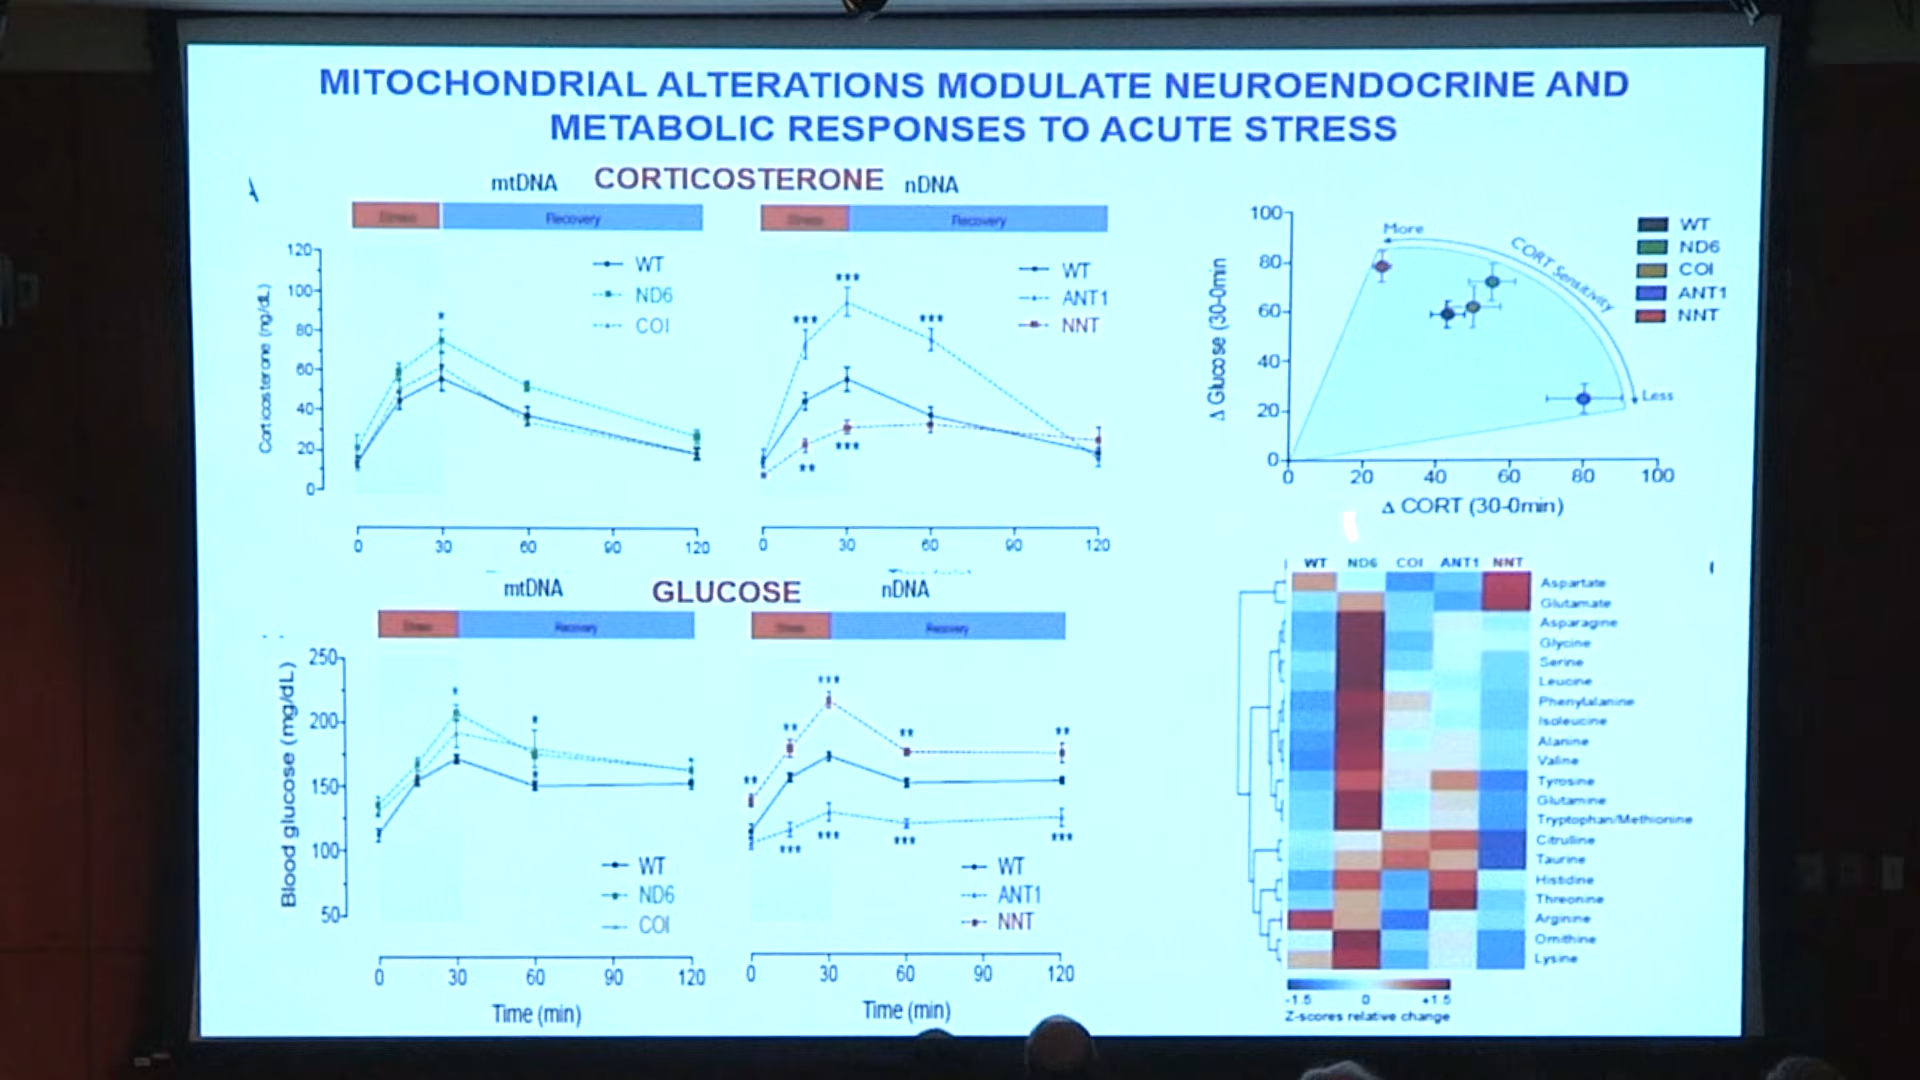 MITOCHONDRIAL ALTERATIONS MODULATE NEUROENDOCRINE AND
METABOLIC RESPONSES TO ACUTE STRESS
mtDNA CORTICOSTERONE nDNA
Stress Recovery
Stress Recovery
Corticosterone (ng/dL)
120
100
80
60
40
20
0
WT
ND6
COI
*
0 30 60 90 120
WT
ANT1
NNT
***
***
***
**
***
0 30 60 90 120
Δ Glucose (30-0min
100
80
60
40
20
0
More
CORT Sensitivity
Less
WT
ND6
COI
ANT1
NNT
0 20 40 60 80 100
Δ CORT (30-0min)
mtDNA GLUCOSE nDNA
Stress Recovery
Stress Recovery
Blood glucose (mg/dL)
250
200
150
100
50
*
*
*
*
WT
ND6
COI
0 30 60 90 120
Time (min)
**
**
***
**
**
***
***
***
***
WT
ANT1
NNT
0 30 60 90 120
Time (min)
WT ND6 COI ANT1 NNT
Aspartate
Glutamate
Asparagine
Glycine
Serine
Leucine
Phenylalanine
Isoleucine
Alanine
Valine
Tyrosine
Glutamine
Tryptophan/Methionine
Citrulline
Taurine
Histidine
Threonine
Arginine
Ornithine
Lysine
-1.5 0 +1.5
Z-scores relative change